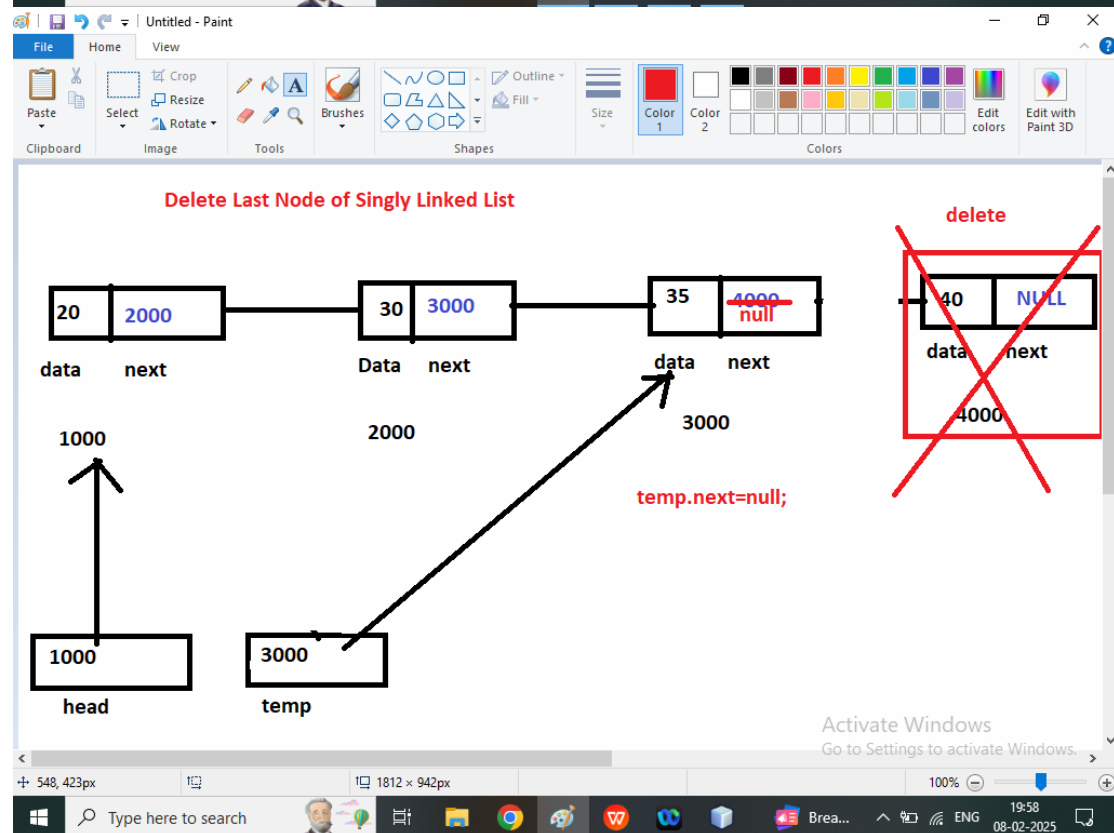 Untitled - Paint
File Home View
Paste
Clipboard
Select
Crop
Resize
Rotate
Image
Tools
Brushes
Outline
Fill
Shapes
Size
Color 1
Color 2
Edit colors
Edit with Paint 3D
Colors
Delete Last Node of Singly Linked List
delete
20 2000
30 3000
35 4000
null
40 NULL
data next
Data next
data next
data next
1000
2000
3000
4000
temp.next=null;
1000
head
3000
temp
Activate Windows
Go to Settings to activate Windows.
548, 423px
1812 × 942px
100%
Type here to search
Brea...
ENG
19:58
08-02-2025